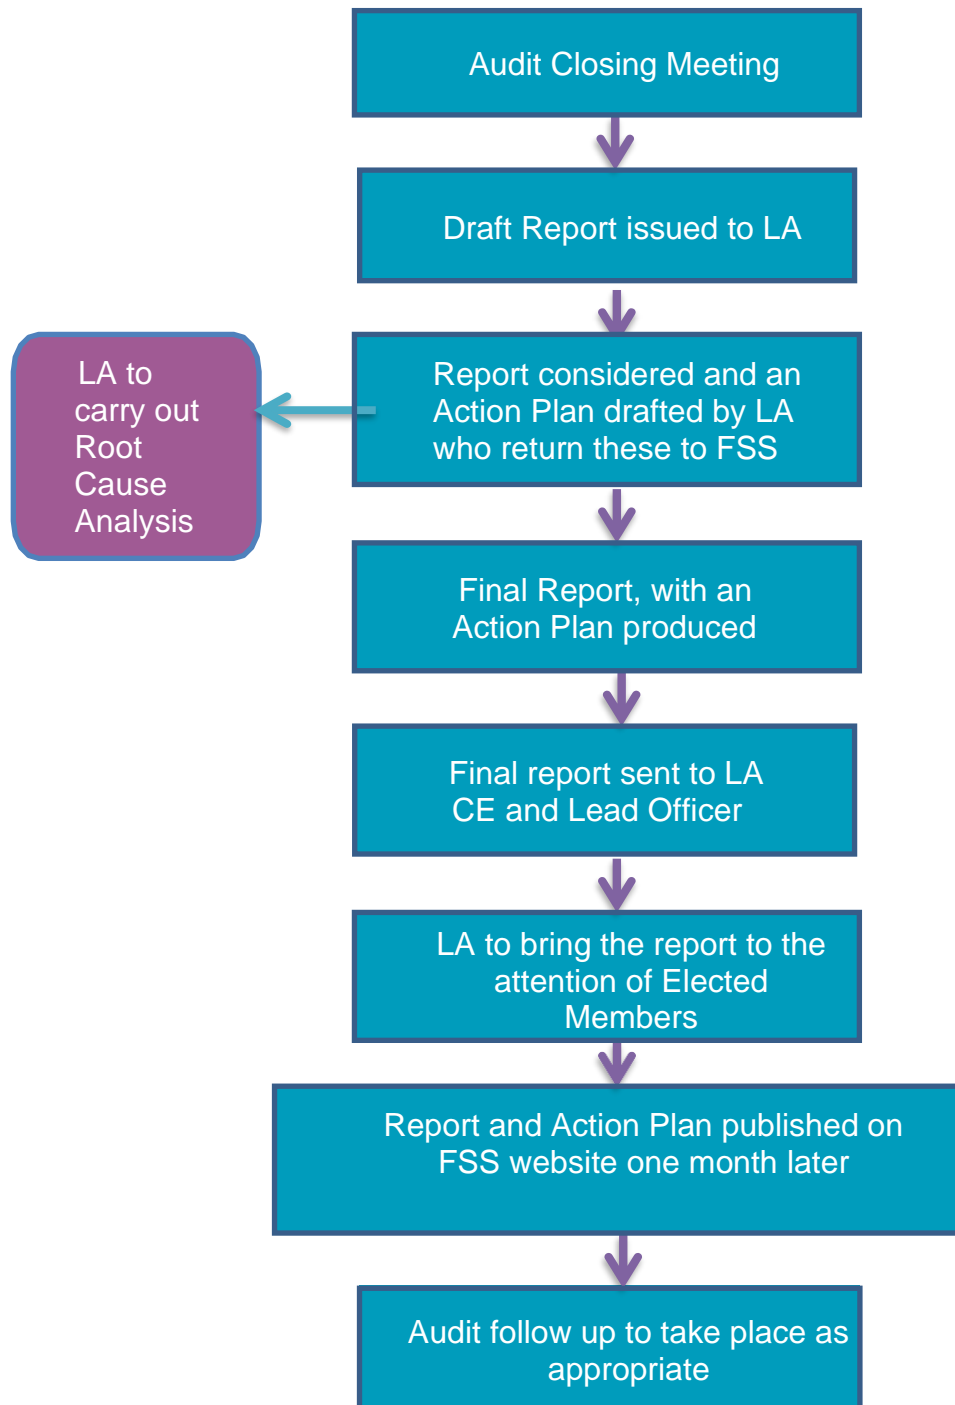 Audit Closing Meeting
Draft Report issued to LA
Report considered and an
Action Plan drafted by LA
who return these to FSS
LA to
carry out
Root
Cause
Analysis
Final Report, with an
Action Plan produced
Final report sent to LA
CE and Lead Officer
LA to bring the report to the
attention of Elected
Members
Report and Action Plan published on
FSS website one month later
Audit follow up to take place as
appropriate